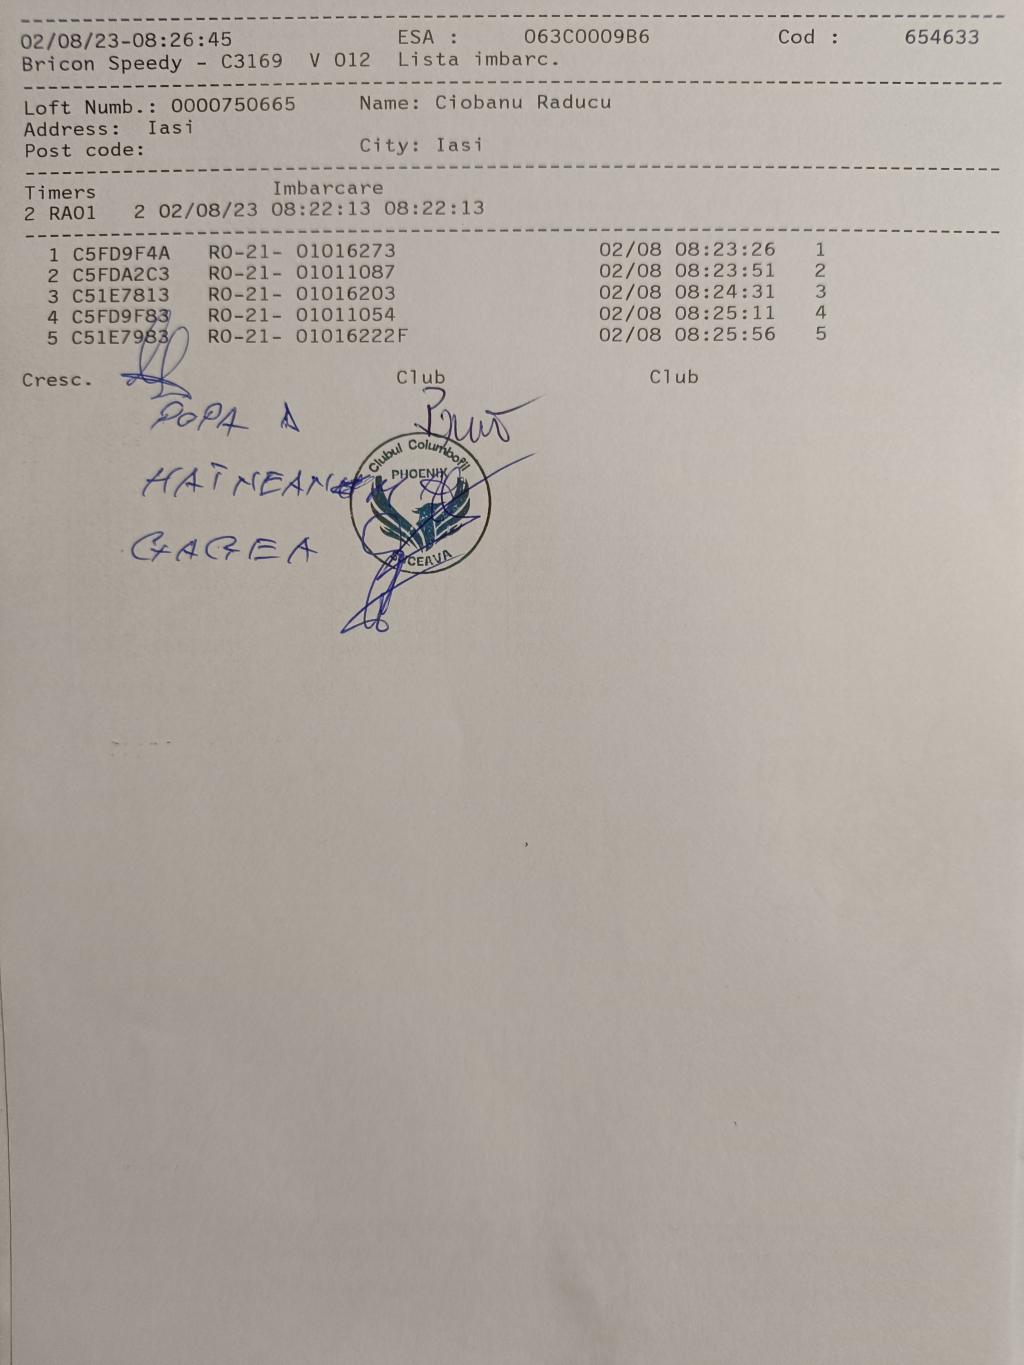 02/08/23-08:26:45 ESA : 063C0009B6 Cod : 654633
Bricon Speedy - C3169 V 012 Lista imbarc.
Loft Numb.: 0000750665 Name: Ciobanu Raducu
Address: Iasi
Post code: City: Iasi
Timers Imbarcare
2 RA01 2 02/08/23 08:22:13 08:22:13
1 C5FD9F4A RO-21- 01016273 02/08 08:23:26 1
2 C5FDA2C3 RO-21- 01011087 02/08 08:23:51 2
3 C51E7813 RO-21- 01016203 02/08 08:24:31 3
4 C5FD9F83 RO-21- 01011054 02/08 08:25:11 4
5 C51E7983 RO-21- 01016222F 02/08 08:25:56 5
Cresc. Club Club
POPA A
Clubul Columbofil
PHOENIX
SUCEAVA
GAGEA